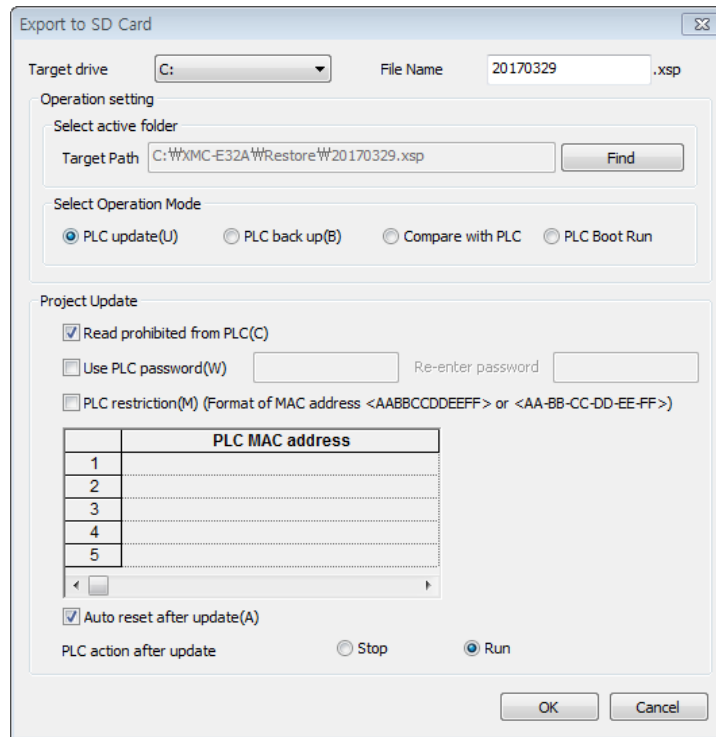 Export to SD Card
Target drive C: File Name 20170329 .xsp
Operation setting
Select active folder
Target Path C:₩XMC-E32A₩Restore₩20170329.xsp Find
Select Operation Mode
PLC update(U) PLC back up(B) Compare with PLC PLC Boot Run
Project Update
Read prohibited from PLC(C)
Use PLC password(W) Re-enter password
PLC restriction(M) (Format of MAC address <AABBCCDDEEFF> or <AA-BB-CC-DD-EE-FF>)
PLC MAC address
1
2
3
4
5
Auto reset after update(A)
PLC action after update Stop Run
OK Cancel